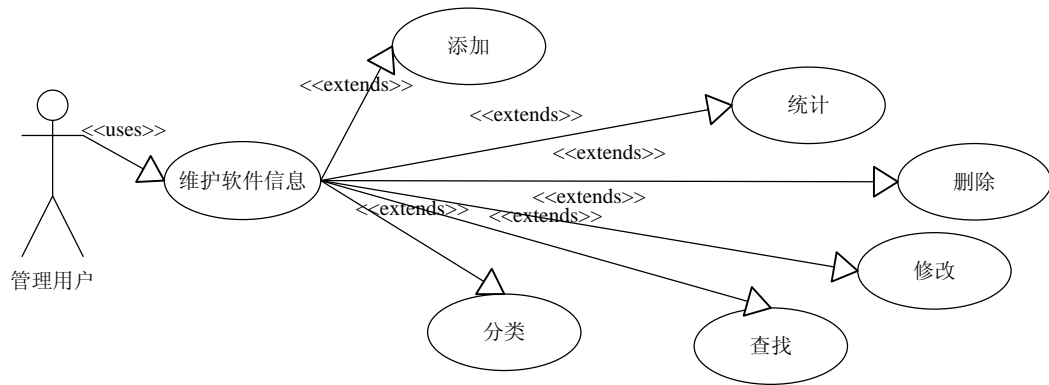 添加
<<extends>>
统计
<<extends>>
<<uses>>
<<extends>>
维护软件信息
删除
<<extends>>
<<extends>>
<<extends>>
管理用户
修改
分类
查找